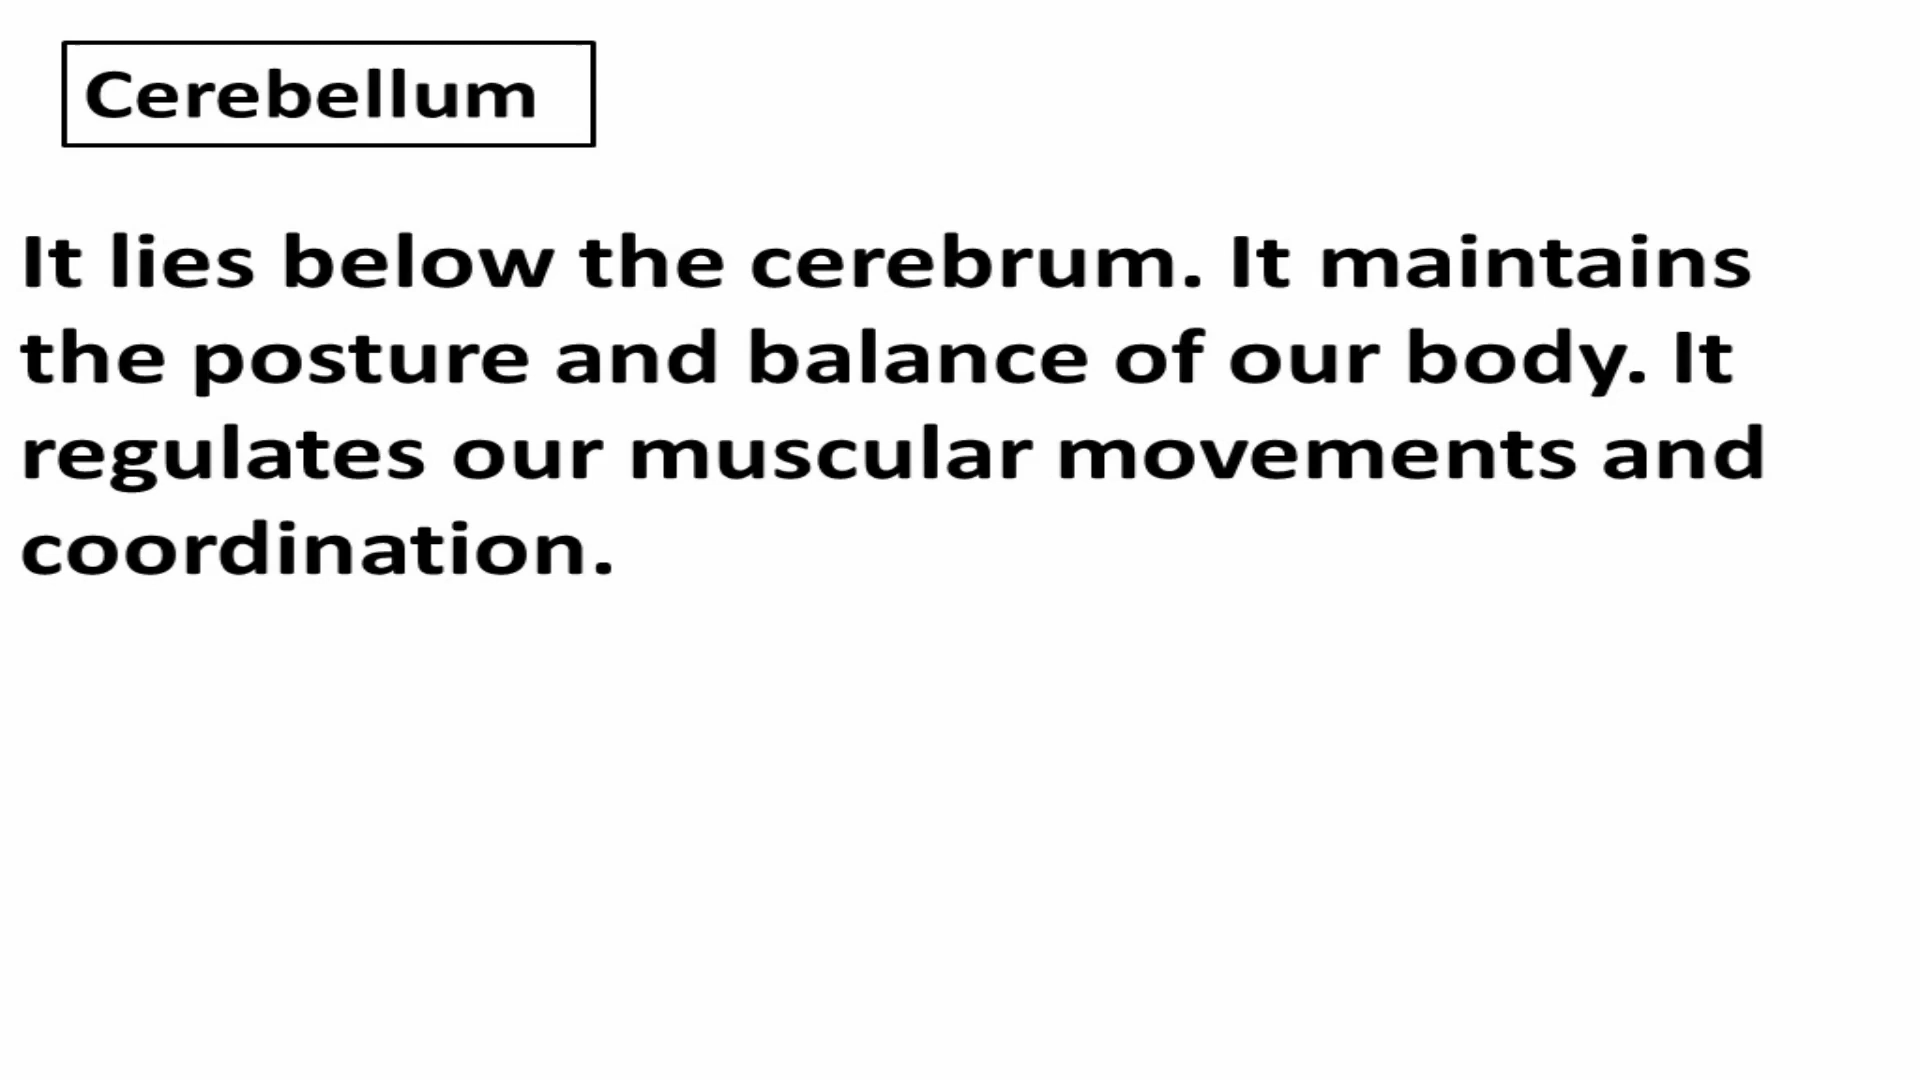 Cerebellum
It lies below the cerebrum. It maintains
the posture and balance of our body. It
regulates our muscular movements and
coordination.